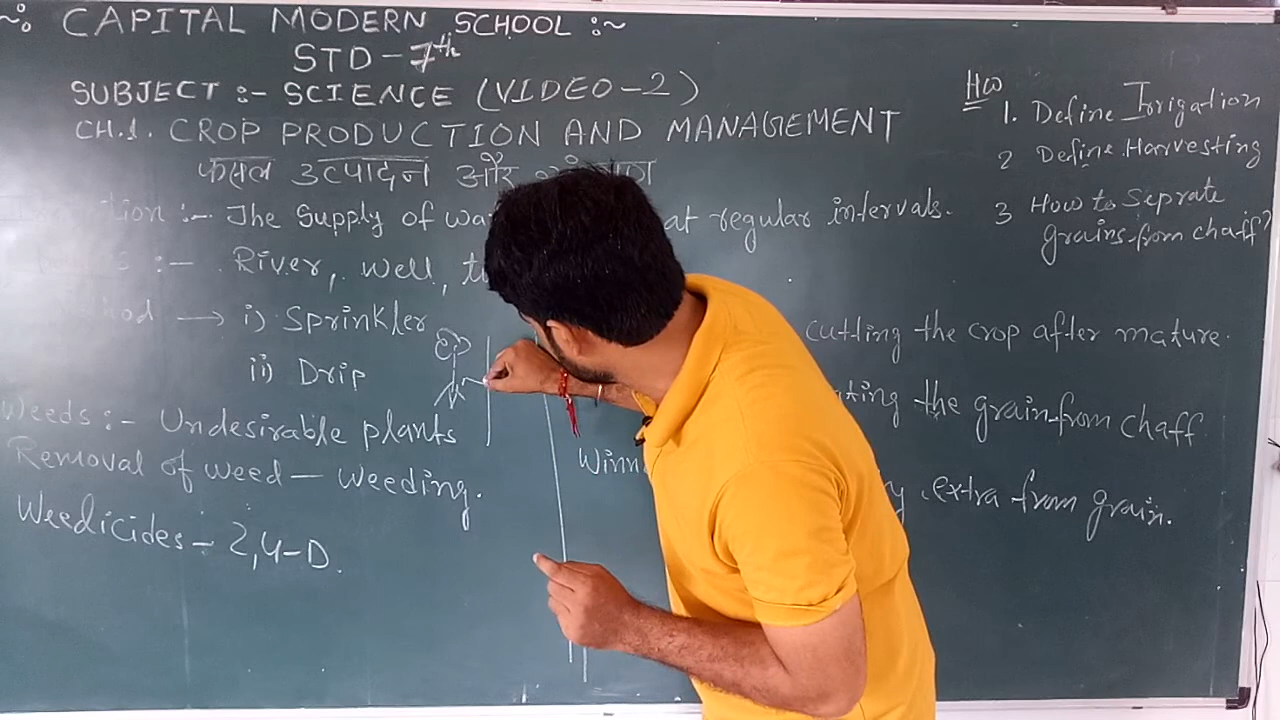 ~: CAPITAL MODERN SCHOOL :~
STD-7th
SUBJECT :- SCIENCE (VIDEO-2)
CH.1. CROP PRODUCTION AND MANAGEMENT
फसल उत्पादन और
tion :- The Supply of wa at regular intervals.
:- River, well, t
hod → i) Sprinkler
ii) Drip
Weeds :- Undesirable plants
Removal of weed - weeding.
Weedicides - 2,4-D.
cutting the crop after mature.
ting the grain from chaff
Winn y extra from grain.
HW
1. Define Irrigation
2 Define Harvesting
3 How to Seprate
grains from chaff?